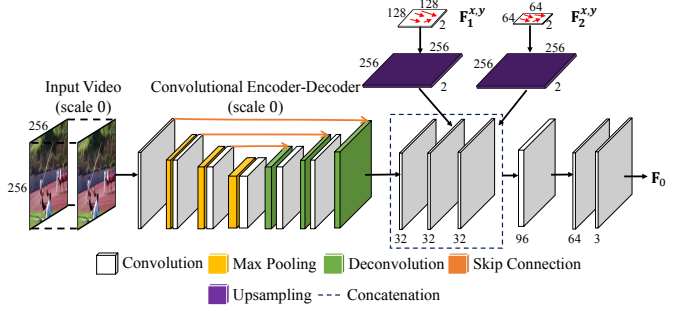 128
128
2
F₁ˣ,ʸ
64
64
2
F₂ˣ,ʸ
256
256
2
256
256
2
Input Video
(scale 0)
Convolutional Encoder-Decoder
(scale 0)
256
256
F₀
32
32
32
96
64
3
Convolution
Max Pooling
Deconvolution
Skip Connection
Upsampling
Concatenation